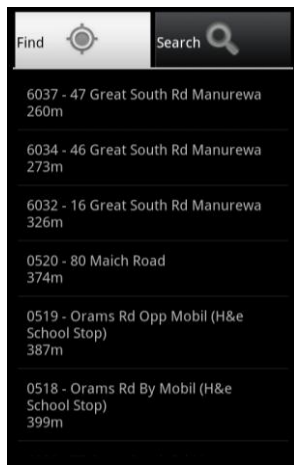 Find
Search
6037 - 47 Great South Rd Manurewa
260m
6034 - 46 Great South Rd Manurewa
273m
6032 - 16 Great South Rd Manurewa
326m
0520 - 80 Maich Road
374m
0519 - Orams Rd Opp Mobil (H&e
School Stop)
387m
0518 - Orams Rd By Mobil (H&e
School Stop)
399m